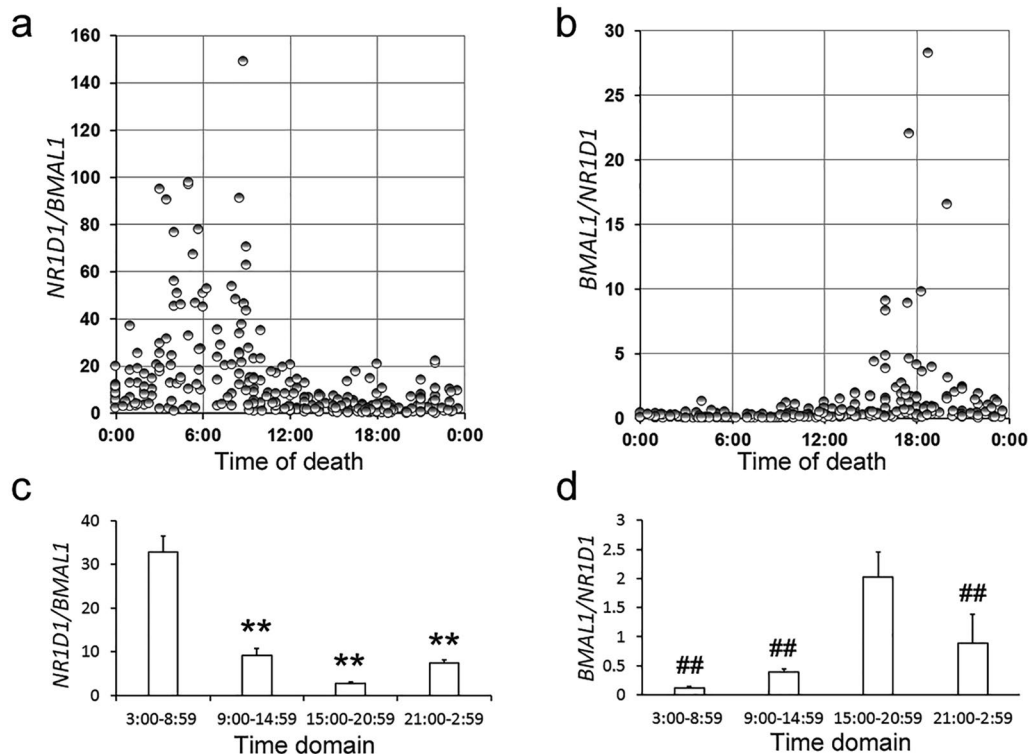 a
NR1D1/BMAL1
160
140
120
100
80
60
40
20
0
0:00 6:00 12:00 18:00 0:00
Time of death
b
BMAL1/NR1D1
30
25
20
15
10
5
0
0:00 6:00 12:00 18:00 0:00
Time of death
c
NR1D1/BMAL1
40
30
20
10
0
** ** **
3:00-8:59 9:00-14:59 15:00-20:59 21:00-2:59
Time domain
d
BMAL1/NR1D1
3
2.5
2
1.5
1
0.5
0
## ## ##
3:00-8:59 9:00-14:59 15:00-20:59 21:00-2:59
Time domain